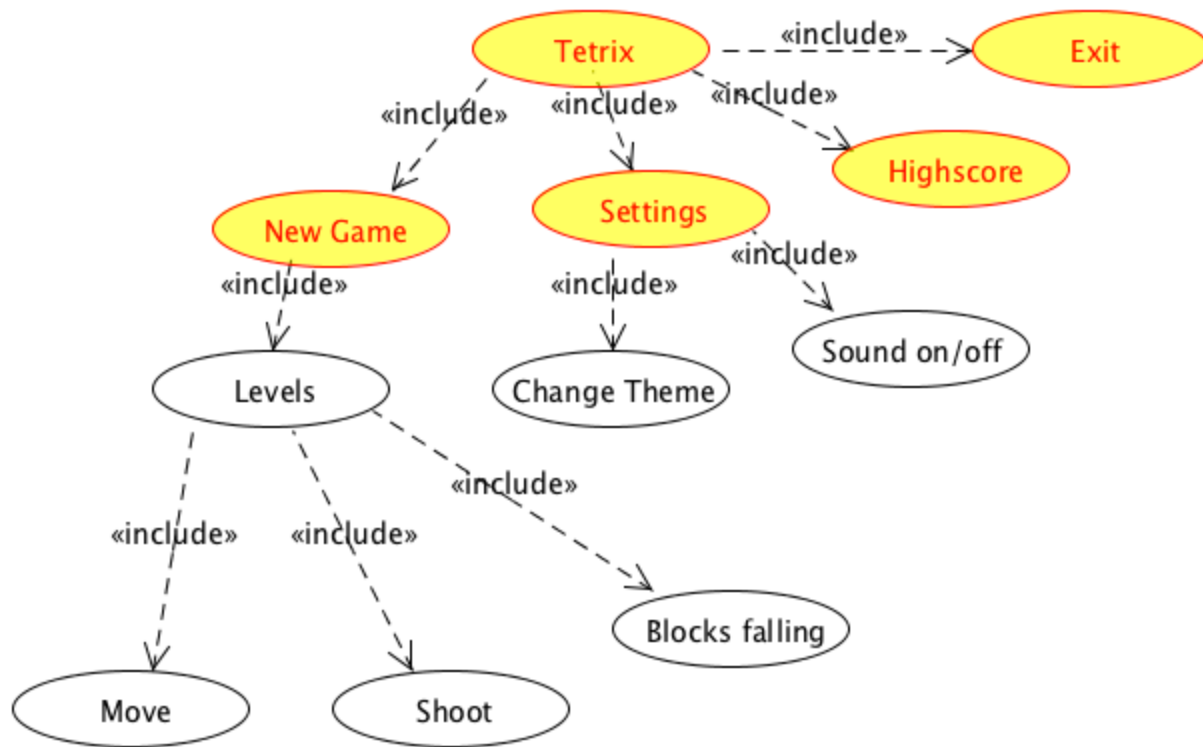 «include»
Tetrix
Exit
«include»
«include»
«include»
Highscore
Settings
New Game
«include»
«include»
«include»
Sound on/off
Levels
Change Theme
«include»
«include»
«include»
Blocks falling
Move
Shoot